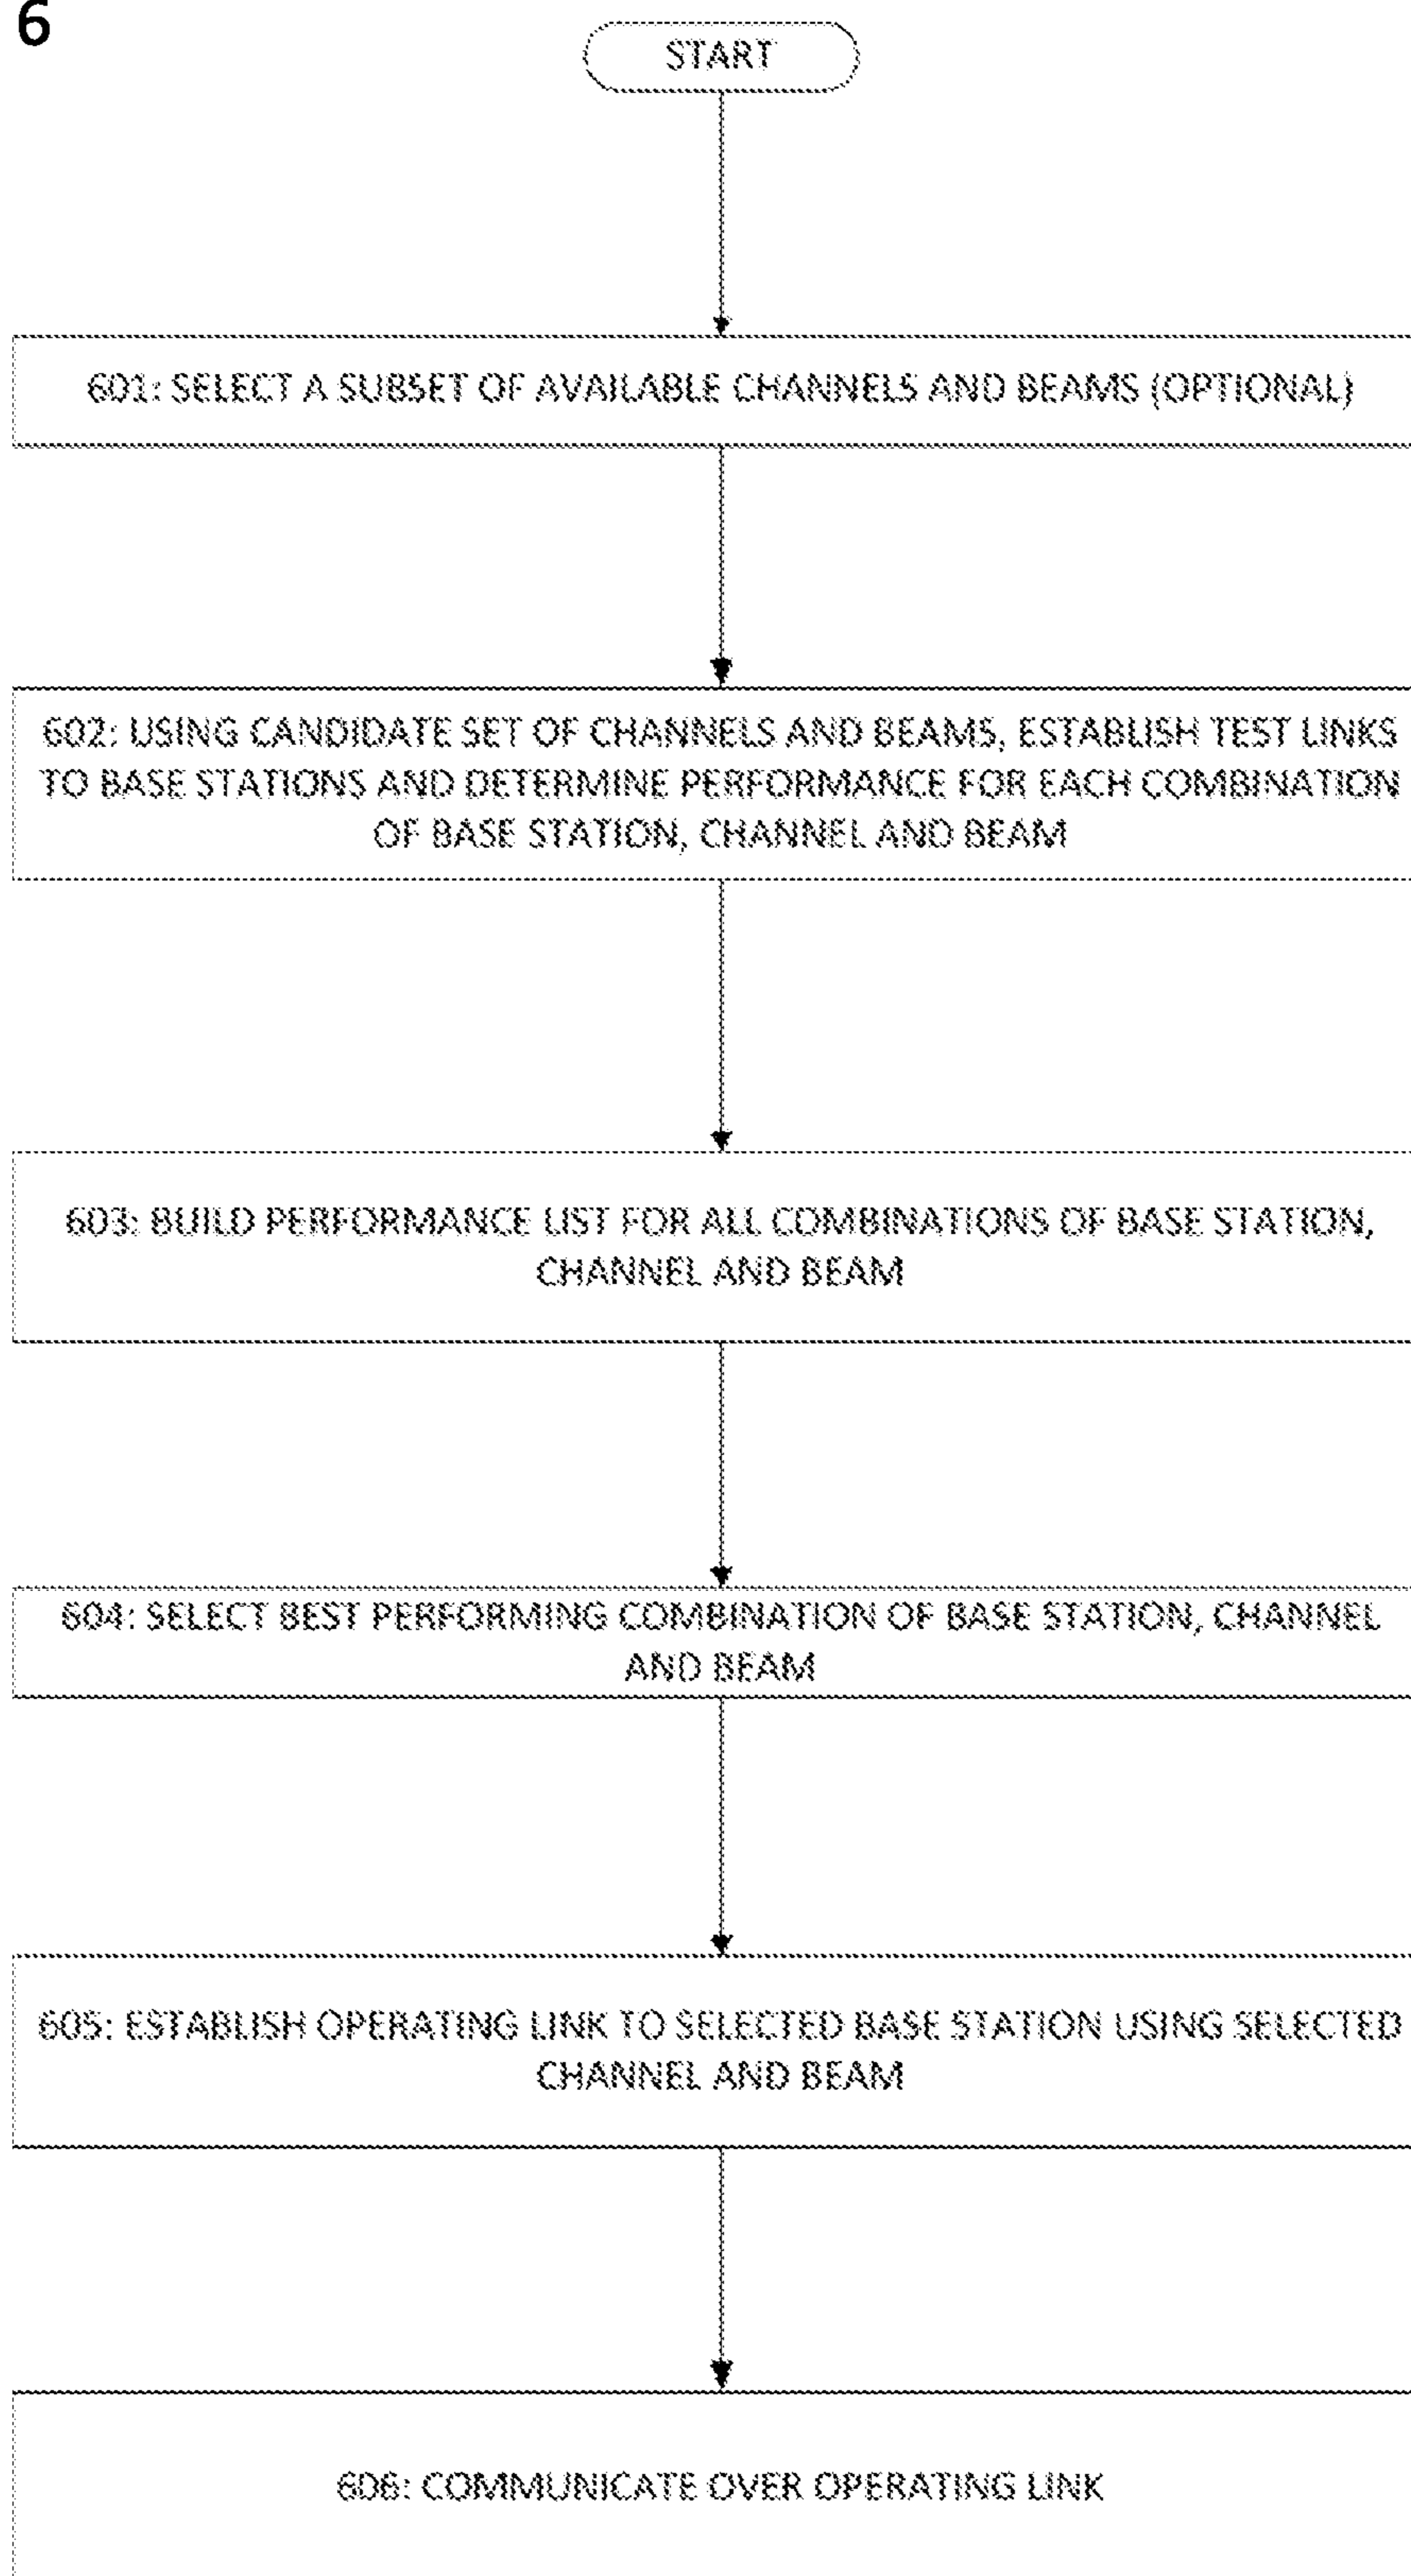 6
START
601: SELECT A SUBSET OF AVAILABLE CHANNELS AND BEAMS (OPTIONAL)
602: USING CANDIDATE SET OF CHANNELS AND BEAMS, ESTABLISH TEST LINKS
TO BASE STATIONS AND DETERMINE PERFORMANCE FOR EACH COMBINATION
OF BASE STATION, CHANNEL AND BEAM
603: BUILD PERFORMANCE LIST FOR ALL COMBINATIONS OF BASE STATION,
CHANNEL AND BEAM
604: SELECT BEST PERFORMING COMBINATION OF BASE STATION, CHANNEL
AND BEAM
605: ESTABLISH OPERATING LINK TO SELECTED BASE STATION USING SELECTED
CHANNEL AND BEAM
606: COMMUNICATE OVER OPERATING LINK